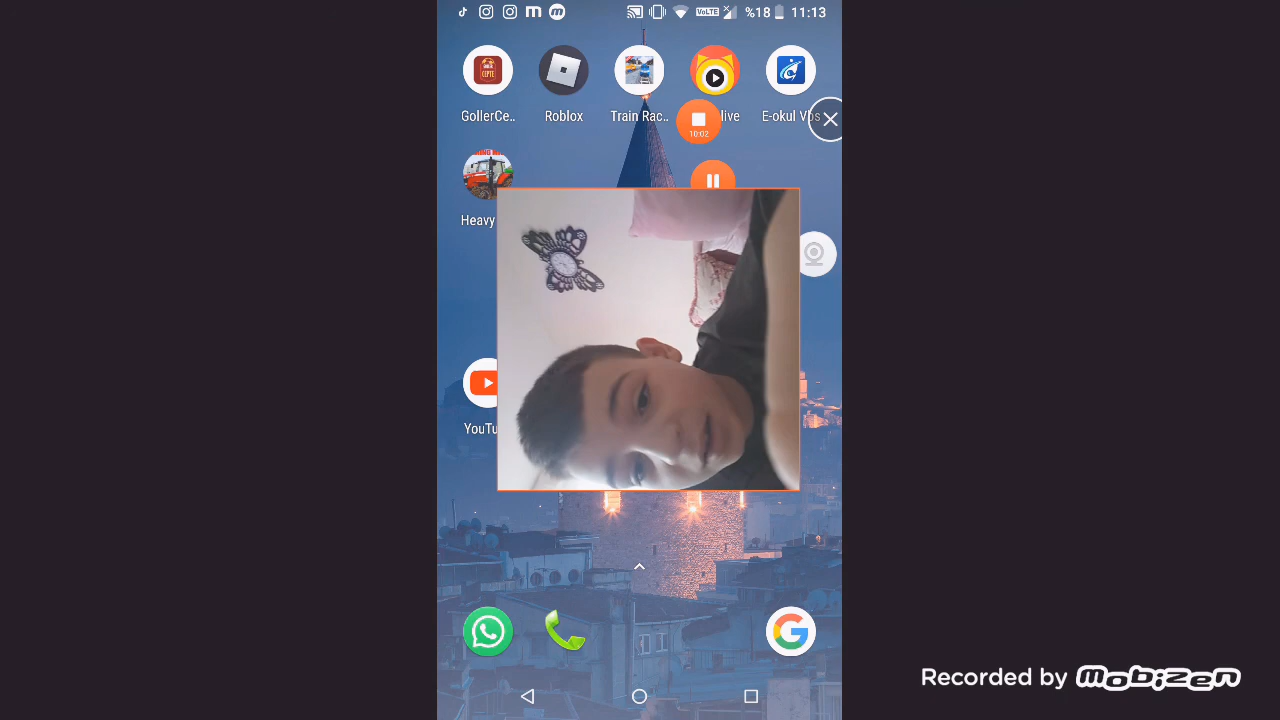 %18 11:13
GollerCe..
Roblox
Train Rac..
live
E-okul Vbs
10:02
Heavy
YouTu
Recorded by mobizen